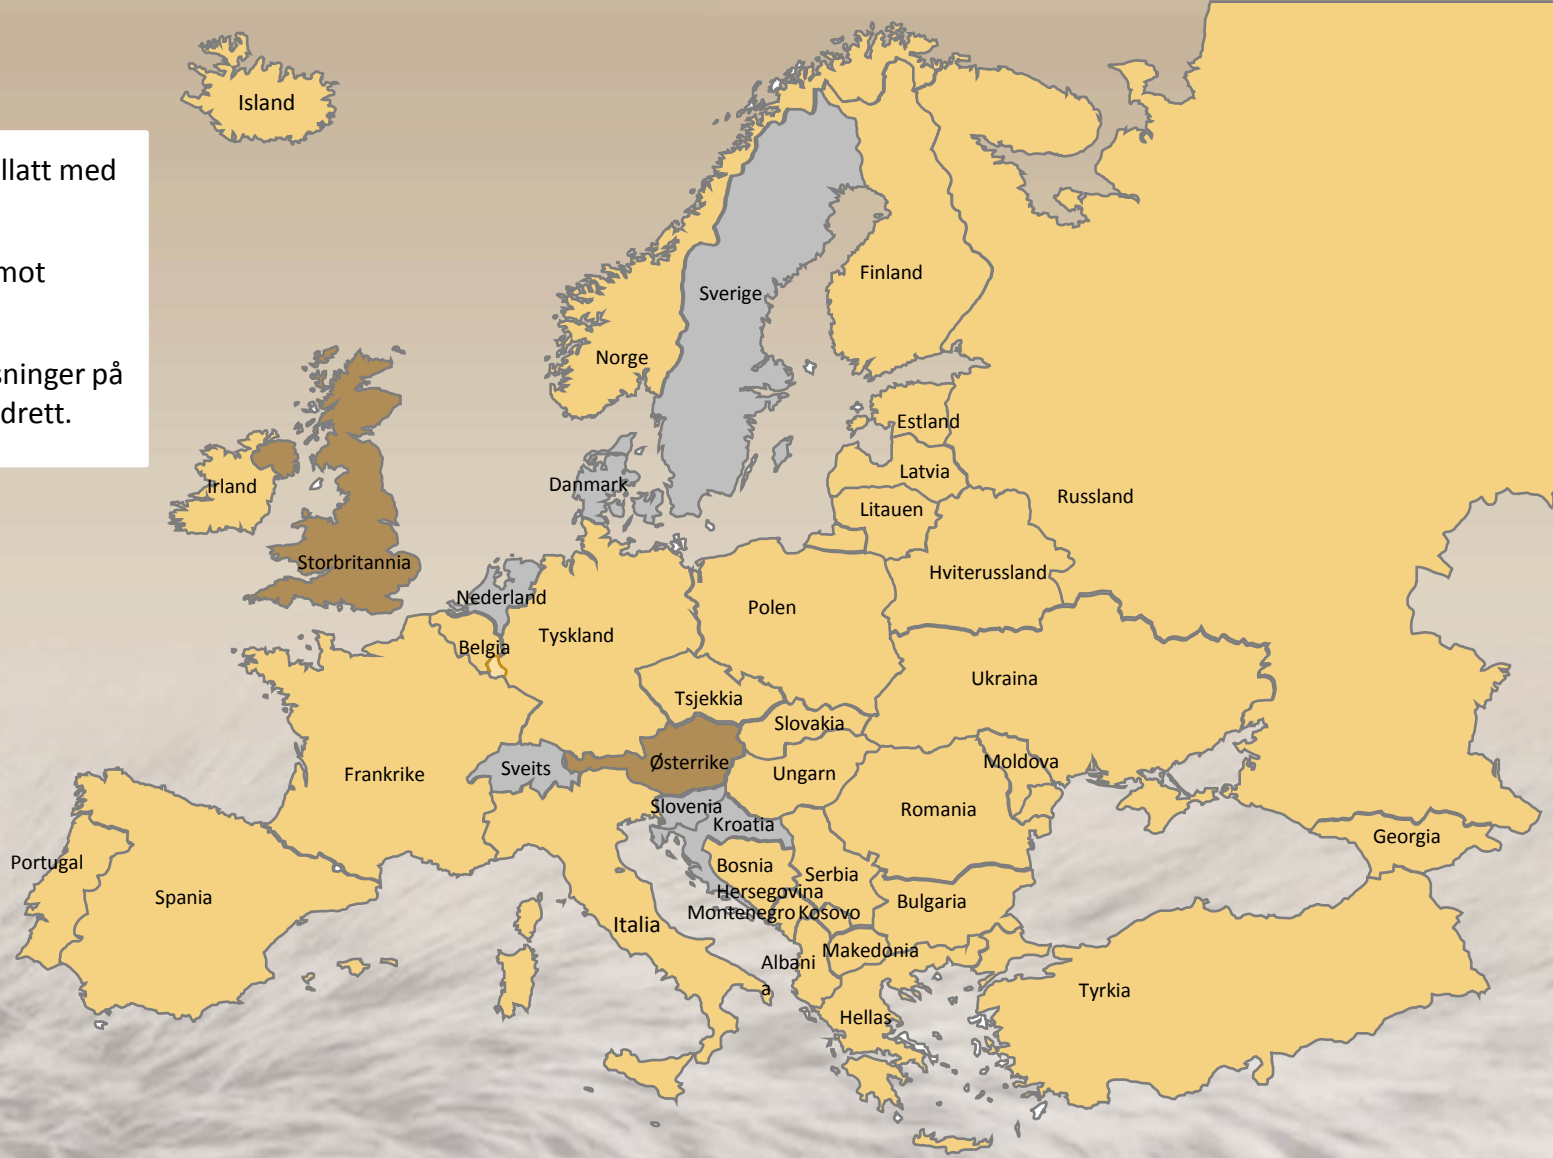 Island
llatt med
mot
sninger på
drett.
Sverige
Finland
Norge
Estland
Latvia
Danmark
Irland
Litauen
Russland
Storbritannia
Hviterussland
Nederland
Polen
Tyskland
Belgia
Ukraina
Tsjekkia
Slovakia
Østerrike
Sveits
Moldova
Frankrike
Ungarn
Slovenia
Romania
Kroatia
Georgia
Portugal
Bosnia
Serbia
Hersegovina
Spania
Bulgaria
Montenegro
Kosovo
Italia
Makedonia
Albani
a
Tyrkia
Hellas